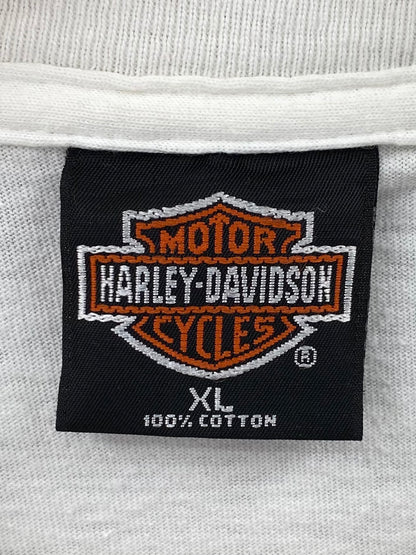 MOTOR
HARLEY-DAVIDSON
CYCLES
®
XL
100% COTTON